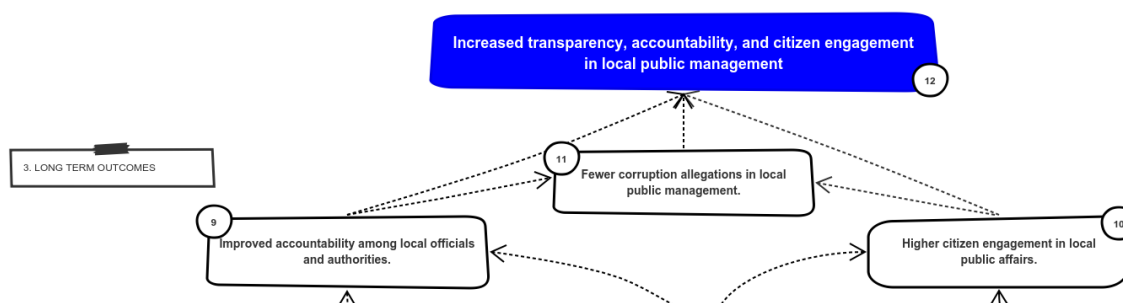 Increased transparency, accountability, and citizen engagement
in local public management
12
3. LONG TERM OUTCOMES
11
Fewer corruption allegations in local
public management.
9
Improved accountability among local officials
and authorities.
10
Higher citizen engagement in local
public affairs.